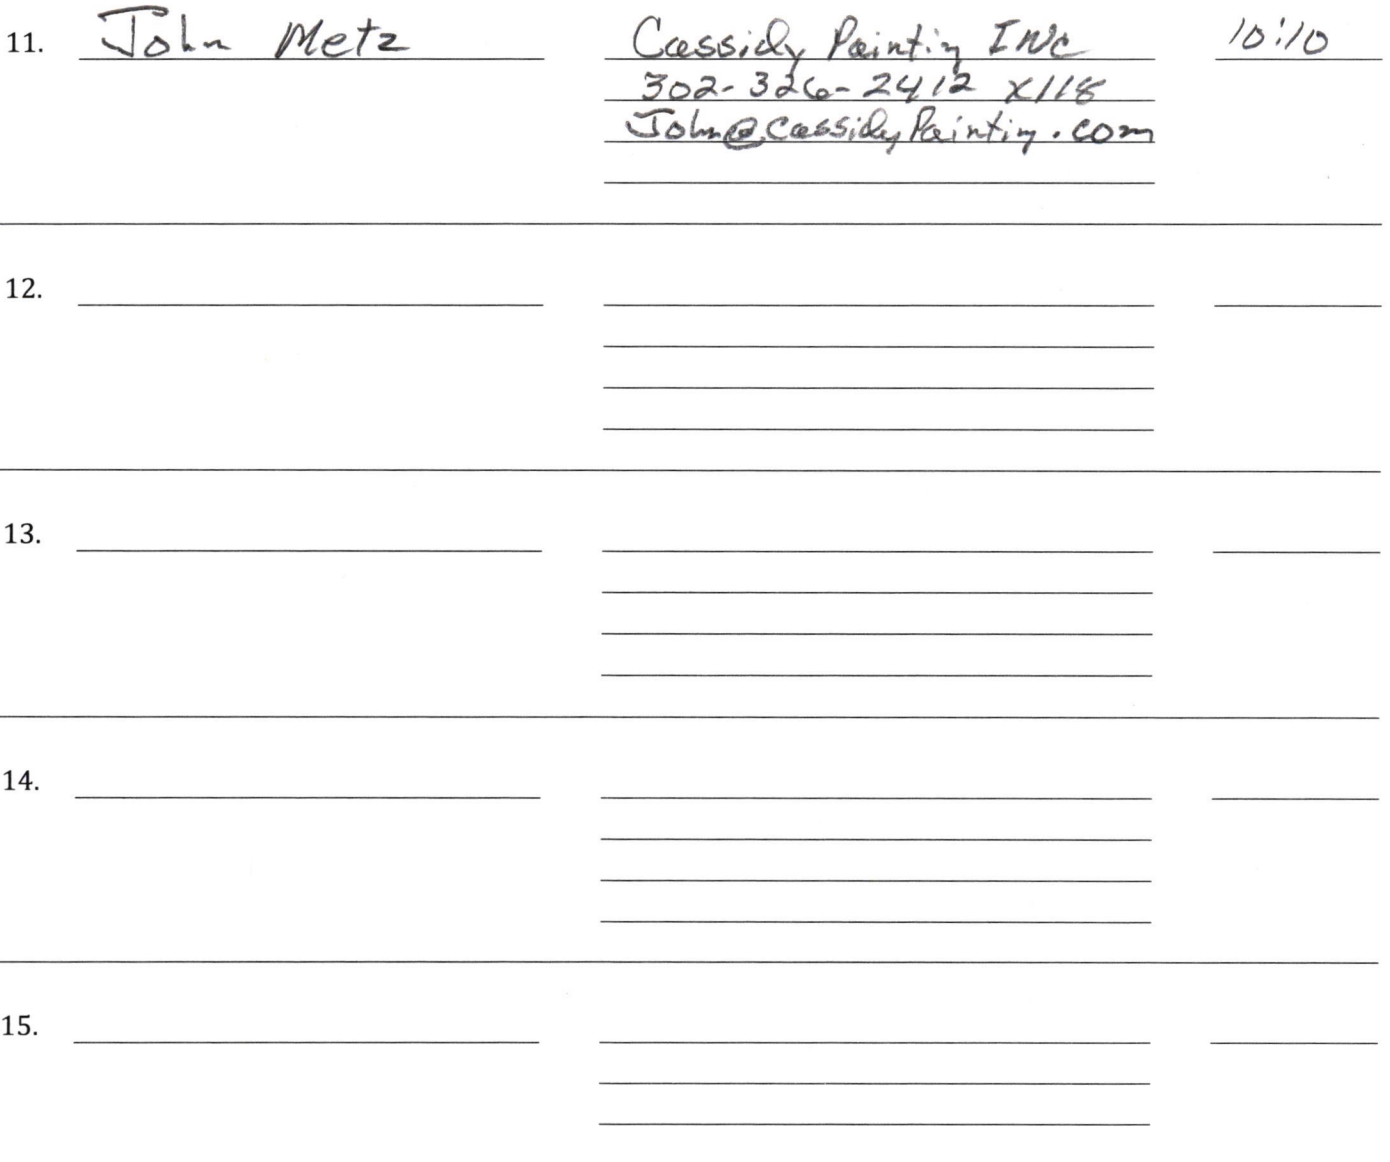 11. John Metz Cassidy Painting INC 10:10
302-326-2412 x118
John@CassidyPainting.com
12.
13.
14.
15.